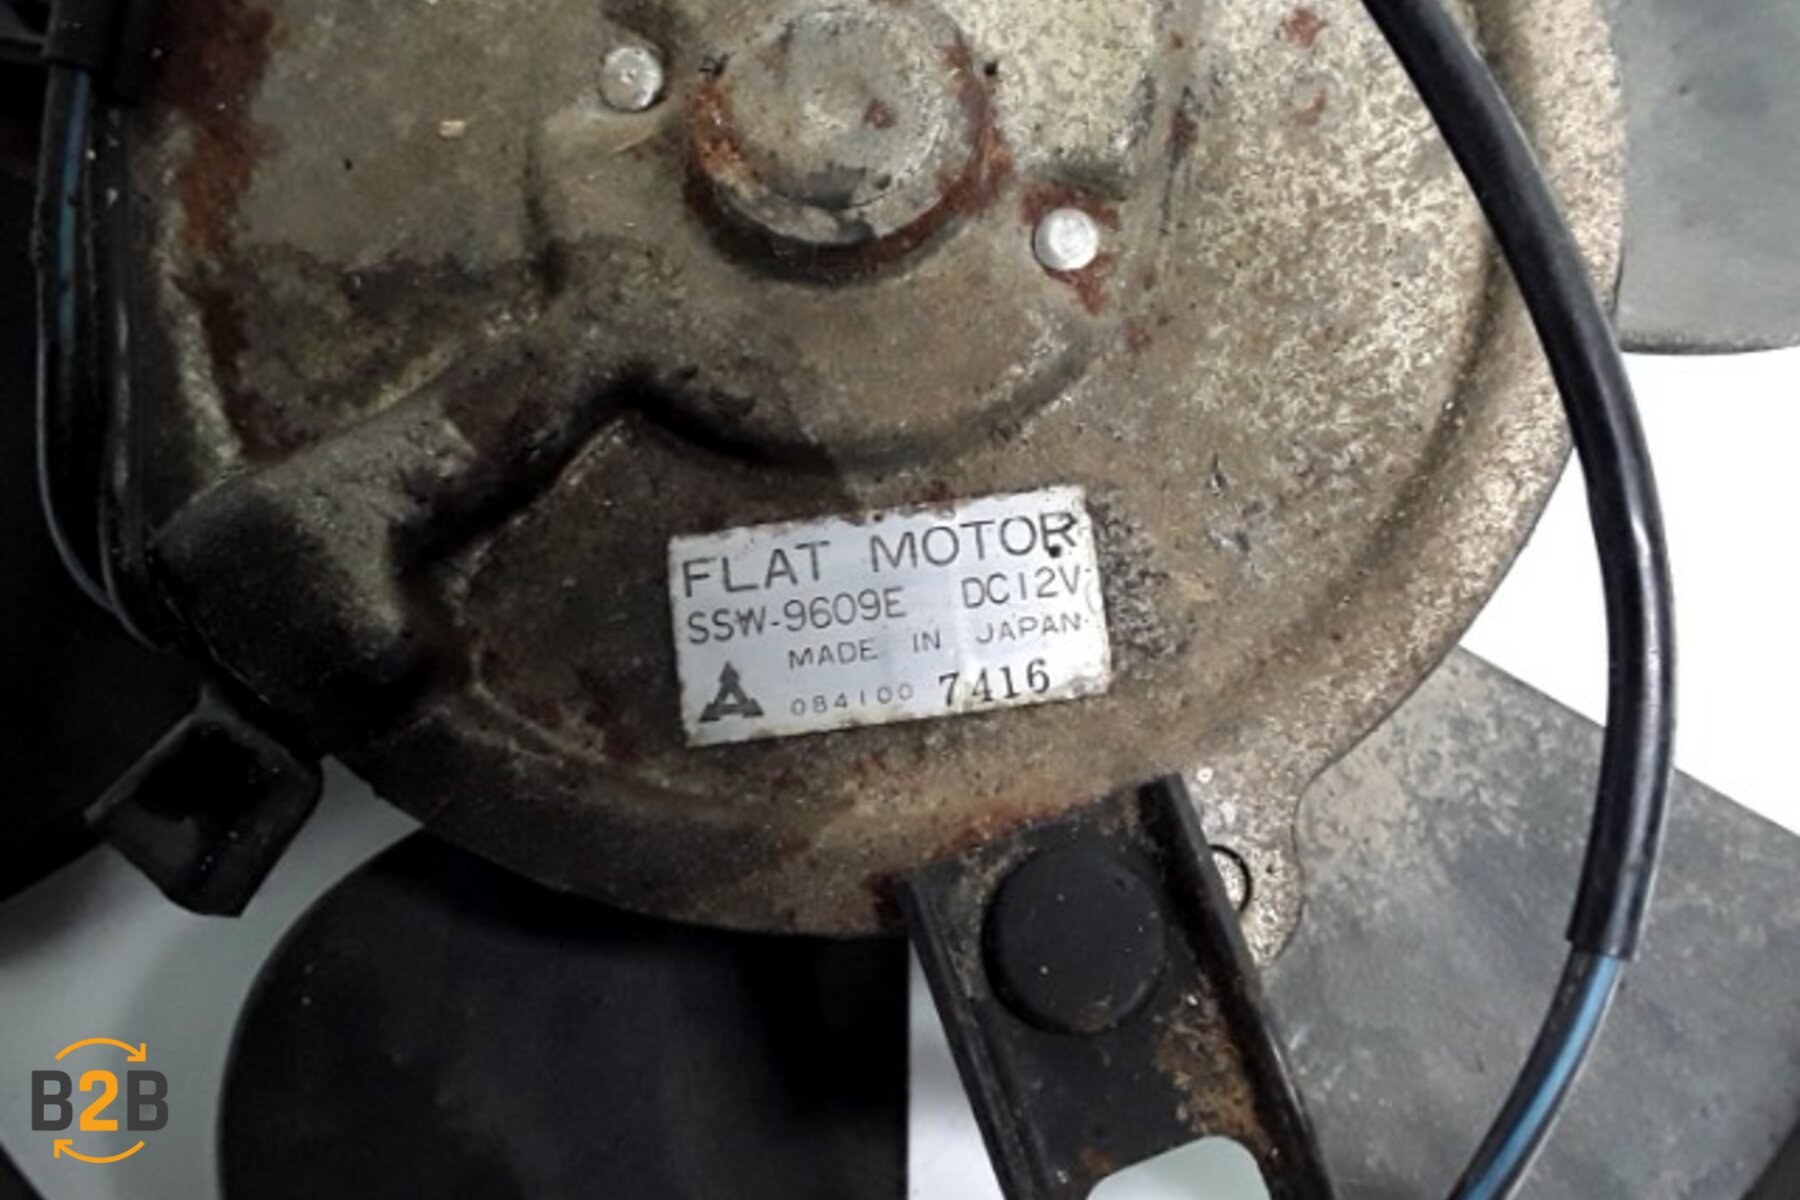 FLAT MOTOR
SSW-9609E DC12V
MADE IN JAPAN
084100 7416
B2B